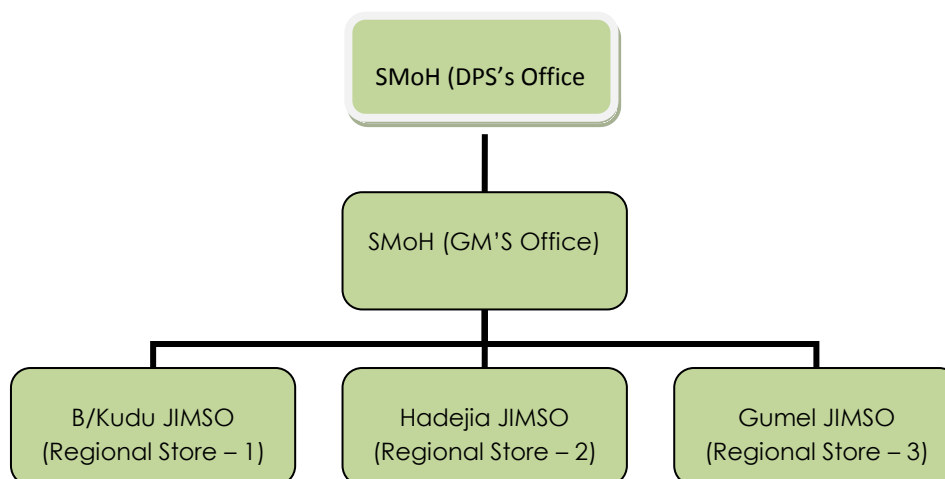 SMoH (DPS’s Office
SMoH (GM’S Office)
B/Kudu JIMSO
(Regional Store – 1)
Hadejia JIMSO
(Regional Store – 2)
Gumel JIMSO
(Regional Store – 3)